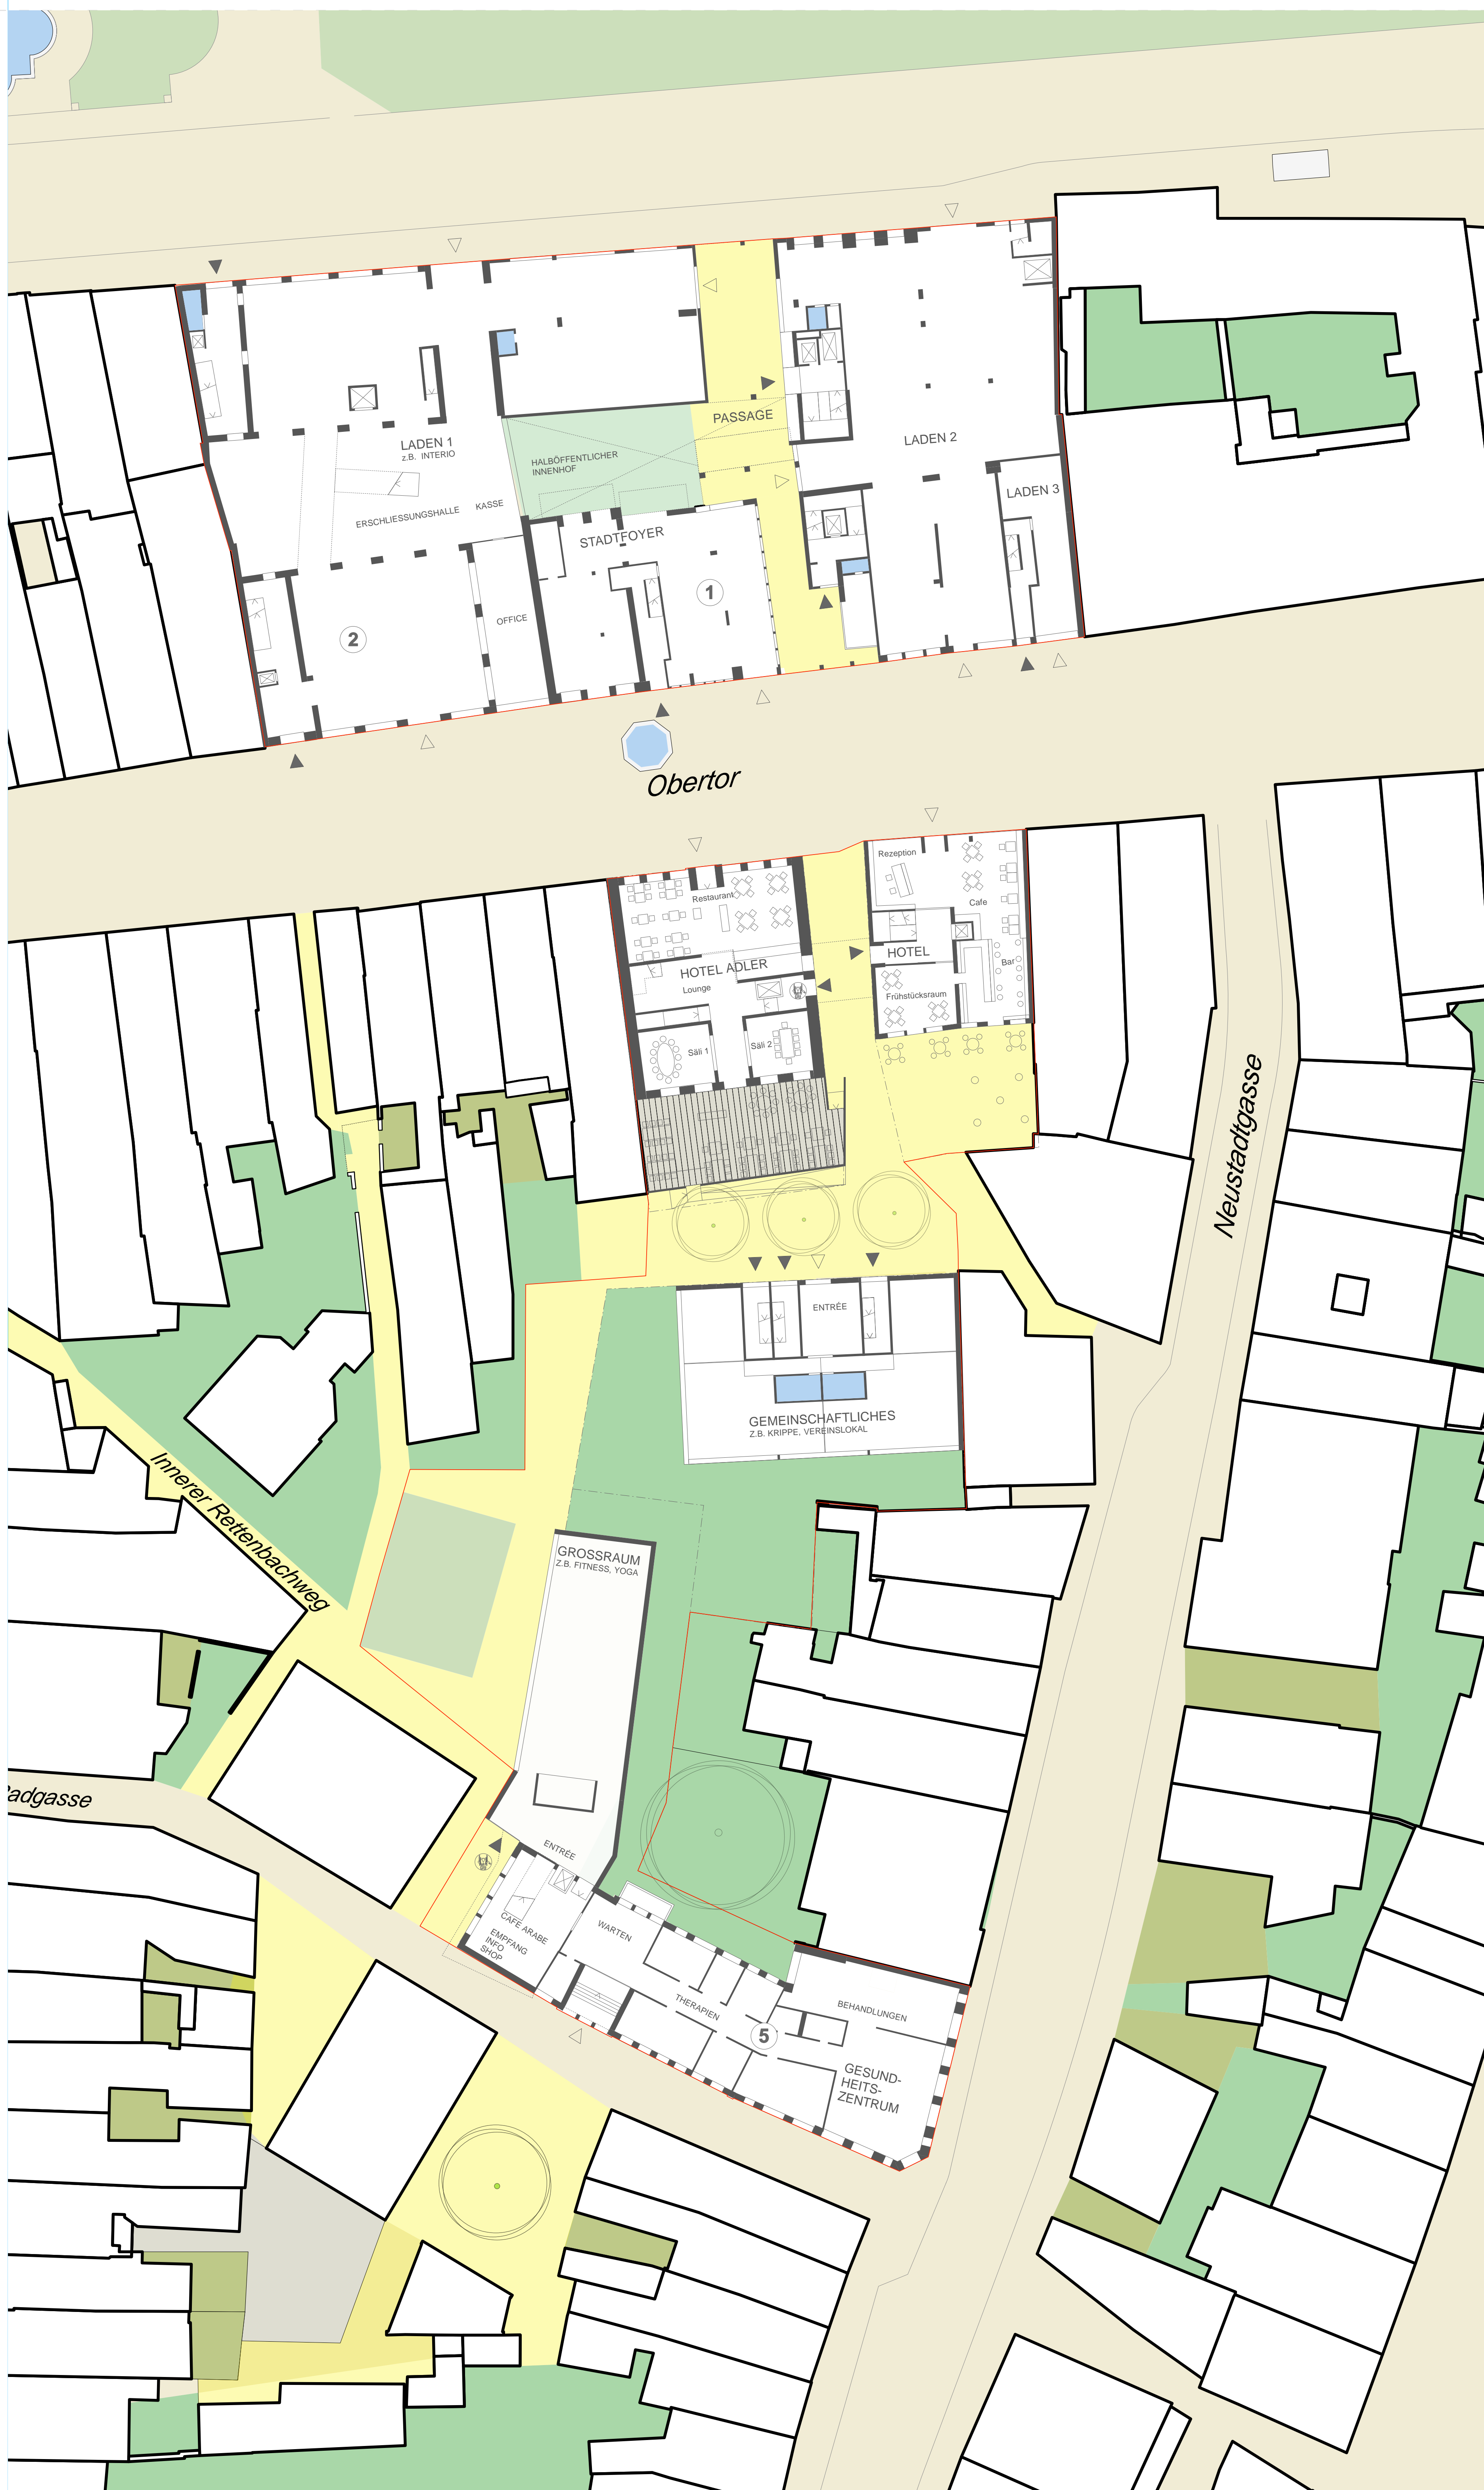 PASSAGE
LADEN 1
z.B. INTERIO
HALBÖFFENTLICHER
INNENHOF
LADEN 2
LADEN 3
ERSCHLIESSUNGSHALLE
KASSE
STADTFOYER
1
2
OFFICE
Obertor
Rezeption
Restaurant
Cafe
HOTEL ADLER
Lounge
HOTEL
Bar
Frühstücksraum
Säli 1
Säli 2
Neustadtgasse
ENTRÉE
GEMEINSCHAFTLICHES
Z.B. KRIPPE, VEREINSLOKAL
Innerer Rettenbachweg
GROSSRAUM
Z.B. FITNESS, YOGA
adgasse
ENTRÉE
CAFE ARABE
EMPFANG
INFO
SHOP
WARTEN
THERAPIEN
BEHANDLUNGEN
5
GESUND-
HEITS-
ZENTRUM